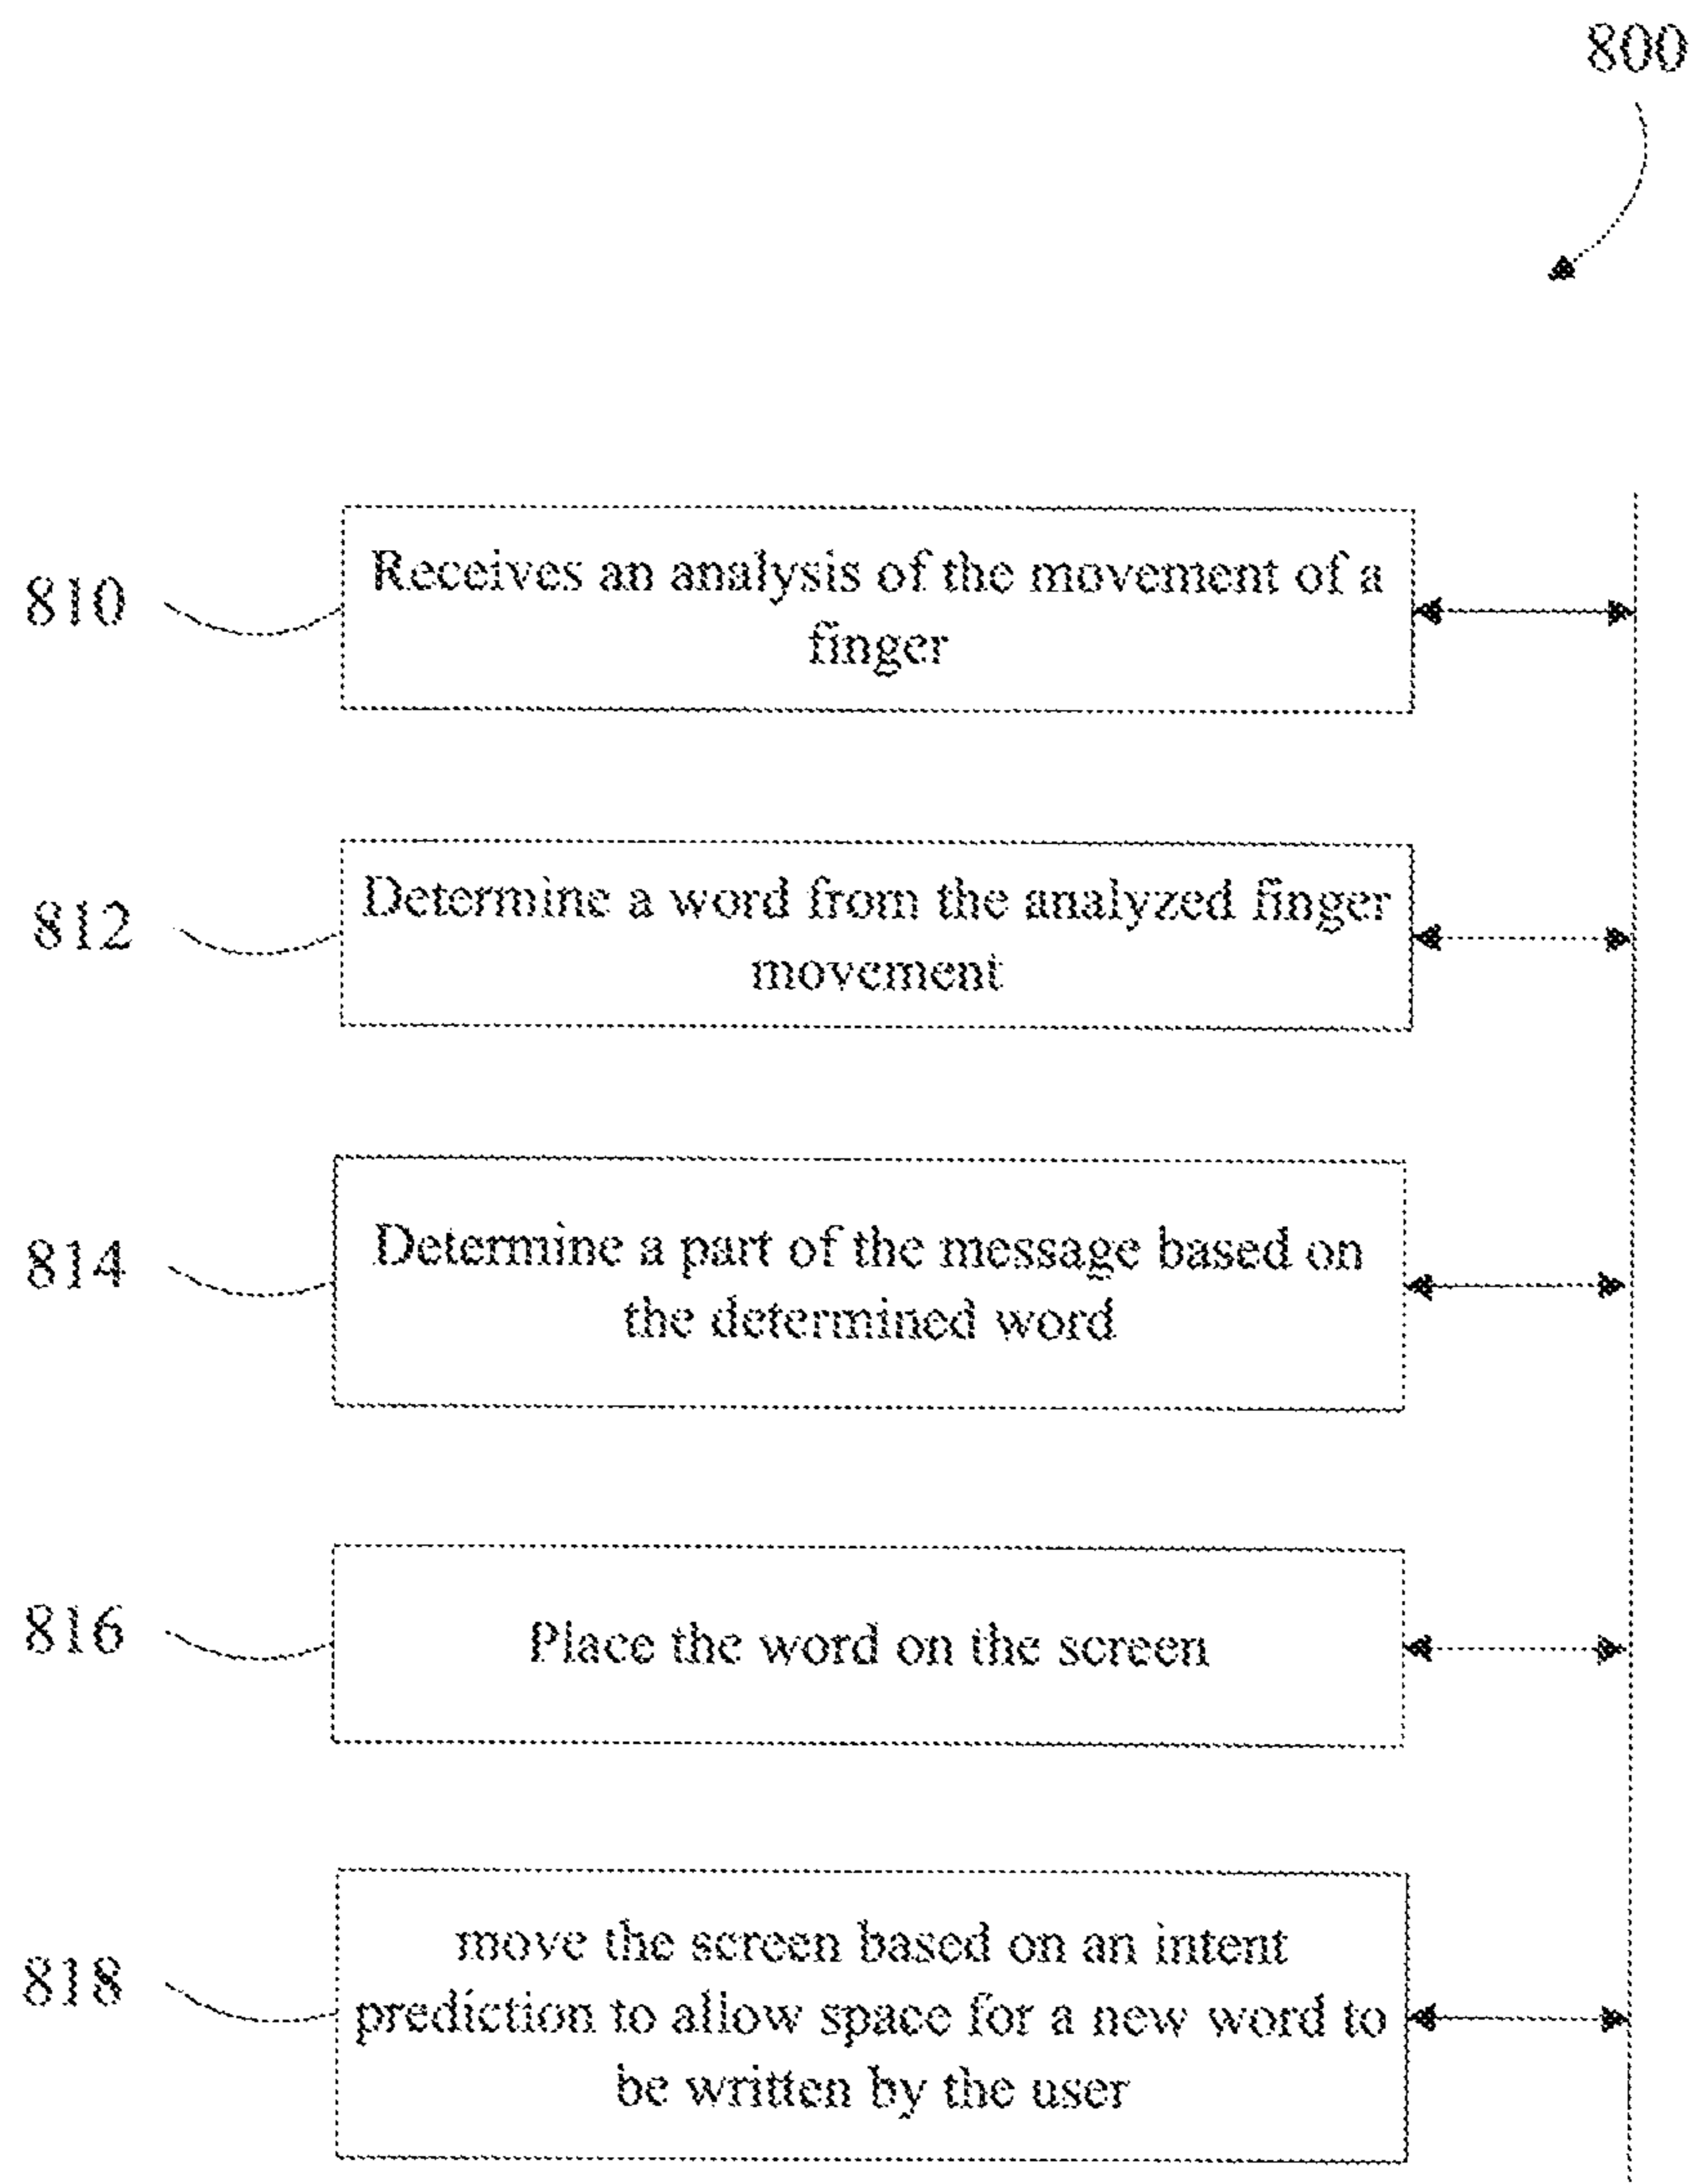 800
810
Receives an analysis of the movement of a
finger
812
Determine a word from the analyzed finger
movement
814
Determine a part of the message based on
the determined word
816
Place the word on the screen
818
move the screen based on an intent
prediction to allow space for a new word to
be written by the user